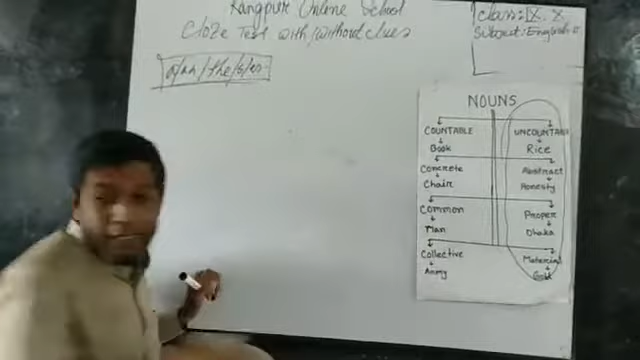 Rangpur Online School
Cloze Test with/without clues
a/an/the/s/es
Class: IX, X
Subject: English
NOUNS
COUNTABLE
UNCOUNTABLE
Book
Rice
Concrete
Abstract
Chair
Honesty
Common
Proper
Man
Dhaka
Collective
Material
Army
Gold